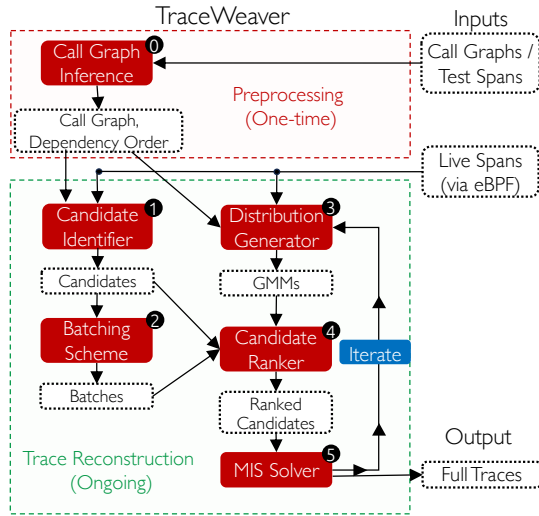 TraceWeaver
Inputs
0
Call Graph
Inference
Call Graphs /
Test Spans
Preprocessing
(One-time)
Call Graph,
Dependency Order
Live Spans
(via eBPF)
1
Candidate
Identifier
3
Distribution
Generator
Candidates
GMMs
2
Batching
Scheme
4
Candidate
Ranker
Iterate
Batches
Ranked
Candidates
Trace Reconstruction
(Ongoing)
5
MIS Solver
Output
Full Traces